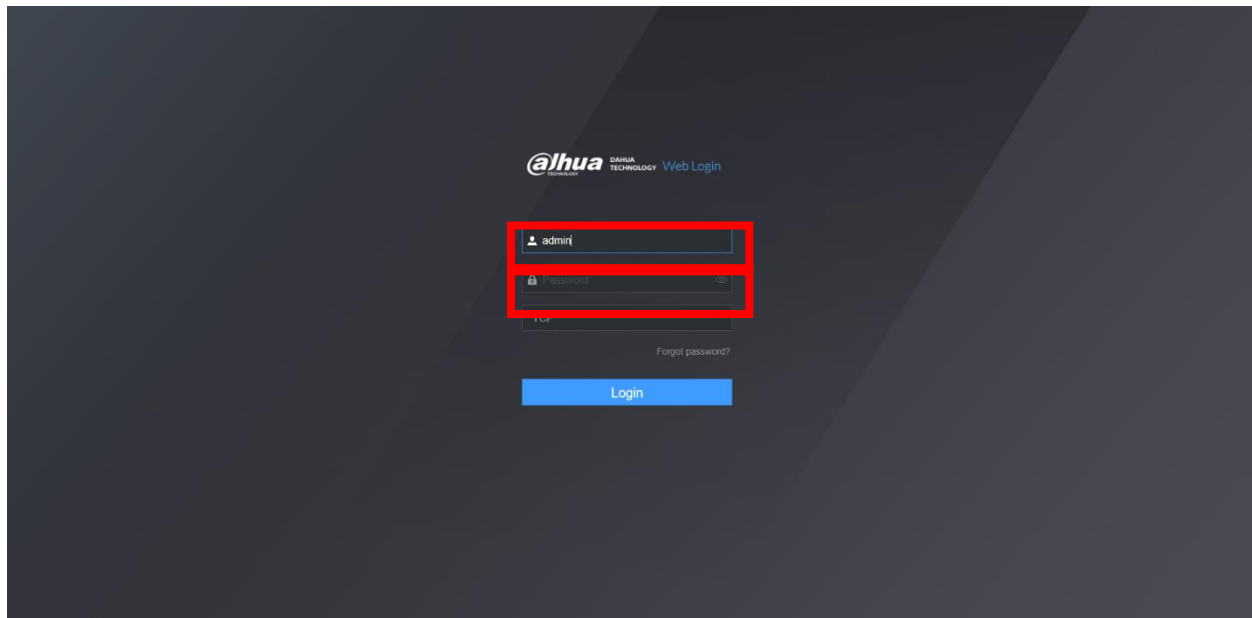 alhua DAHUA TECHNOLOGY Web Login
TECHNOLOGY
admin
Password
TCP
Forgot password?
Login